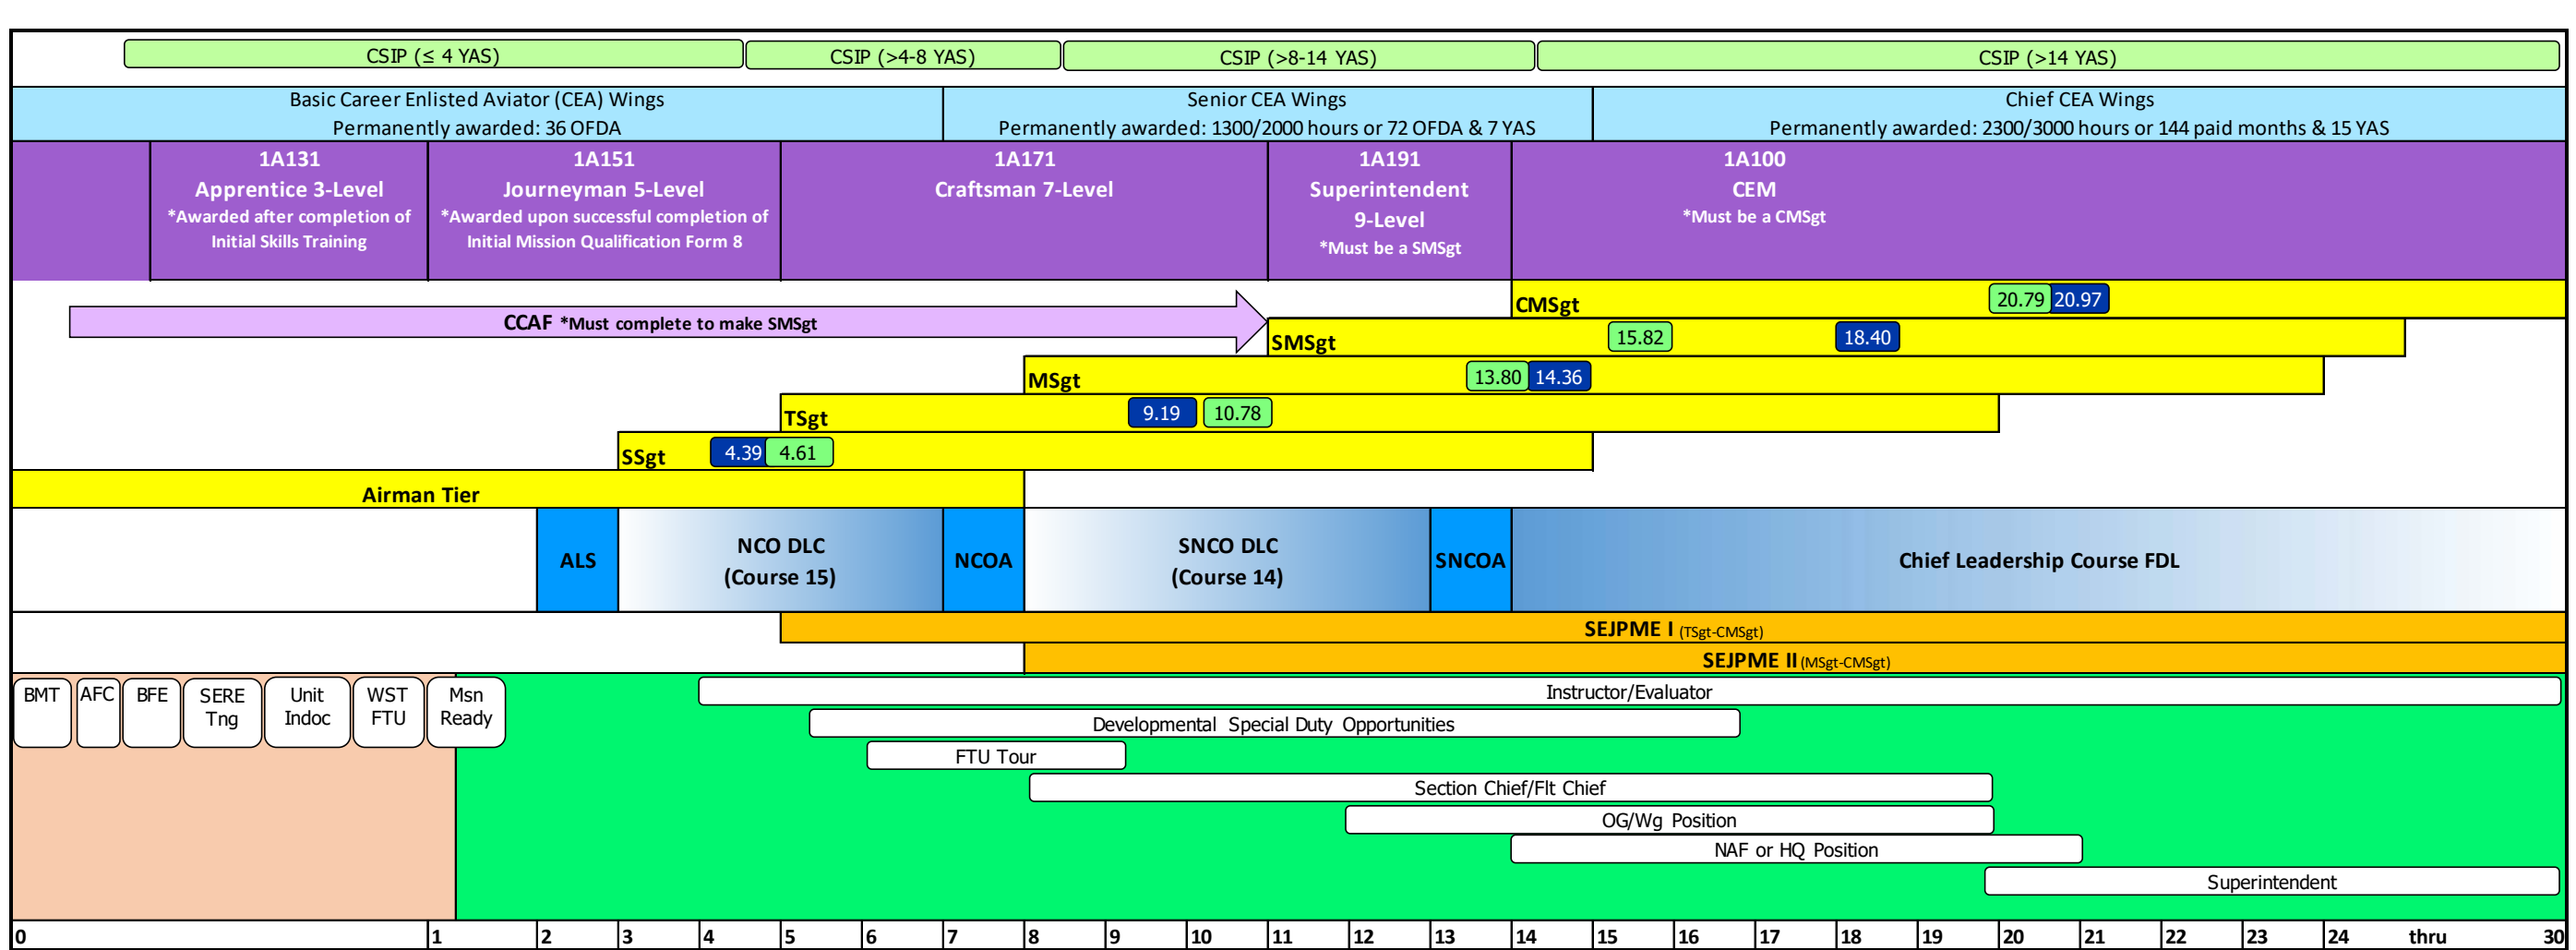 CSIP (≤ 4 YAS)
CSIP (>4-8 YAS)
CSIP (>8-14 YAS)
CSIP (>14 YAS)
Basic Career Enlisted Aviator (CEA) Wings
Permanently awarded: 36 OFDA
Senior CEA Wings
Permanently awarded: 1300/2000 hours or 72 OFDA & 7 YAS
Chief CEA Wings
Permanently awarded: 2300/3000 hours or 144 paid months & 15 YAS
1A131
Apprentice 3-Level
*Awarded after completion of
Initial Skills Training
1A151
Journeyman 5-Level
*Awarded upon successful completion of
Initial Mission Qualification Form 8
1A171
Craftsman 7-Level
1A191
Superintendent
9-Level
*Must be a SMSgt
1A100
CEM
*Must be a CMSgt
CMSgt
20.79
20.97
CCAF *Must complete to make SMSgt
SMSgt
15.82
18.40
MSgt
13.80
14.36
TSgt
9.19
10.78
SSgt
4.39
4.61
Airman Tier
ALS
NCO DLC
(Course 15)
NCOA
SNCO DLC
(Course 14)
SNCOA
Chief Leadership Course FDL
SEJPME I (TSgt-CMSgt)
SEJPME II (MSgt-CMSgt)
BMT
AFC
BFE
SERE
Tng
Unit
Indoc
WST
FTU
Msn
Ready
Instructor/Evaluator
Developmental Special Duty Opportunities
FTU Tour
Section Chief/Flt Chief
OG/Wg Position
NAF or HQ Position
Superintendent
0 1 2 3 4 5 6 7 8 9 10 11 12 13 14 15 16 17 18 19 20 21 22 23 24 thru 30